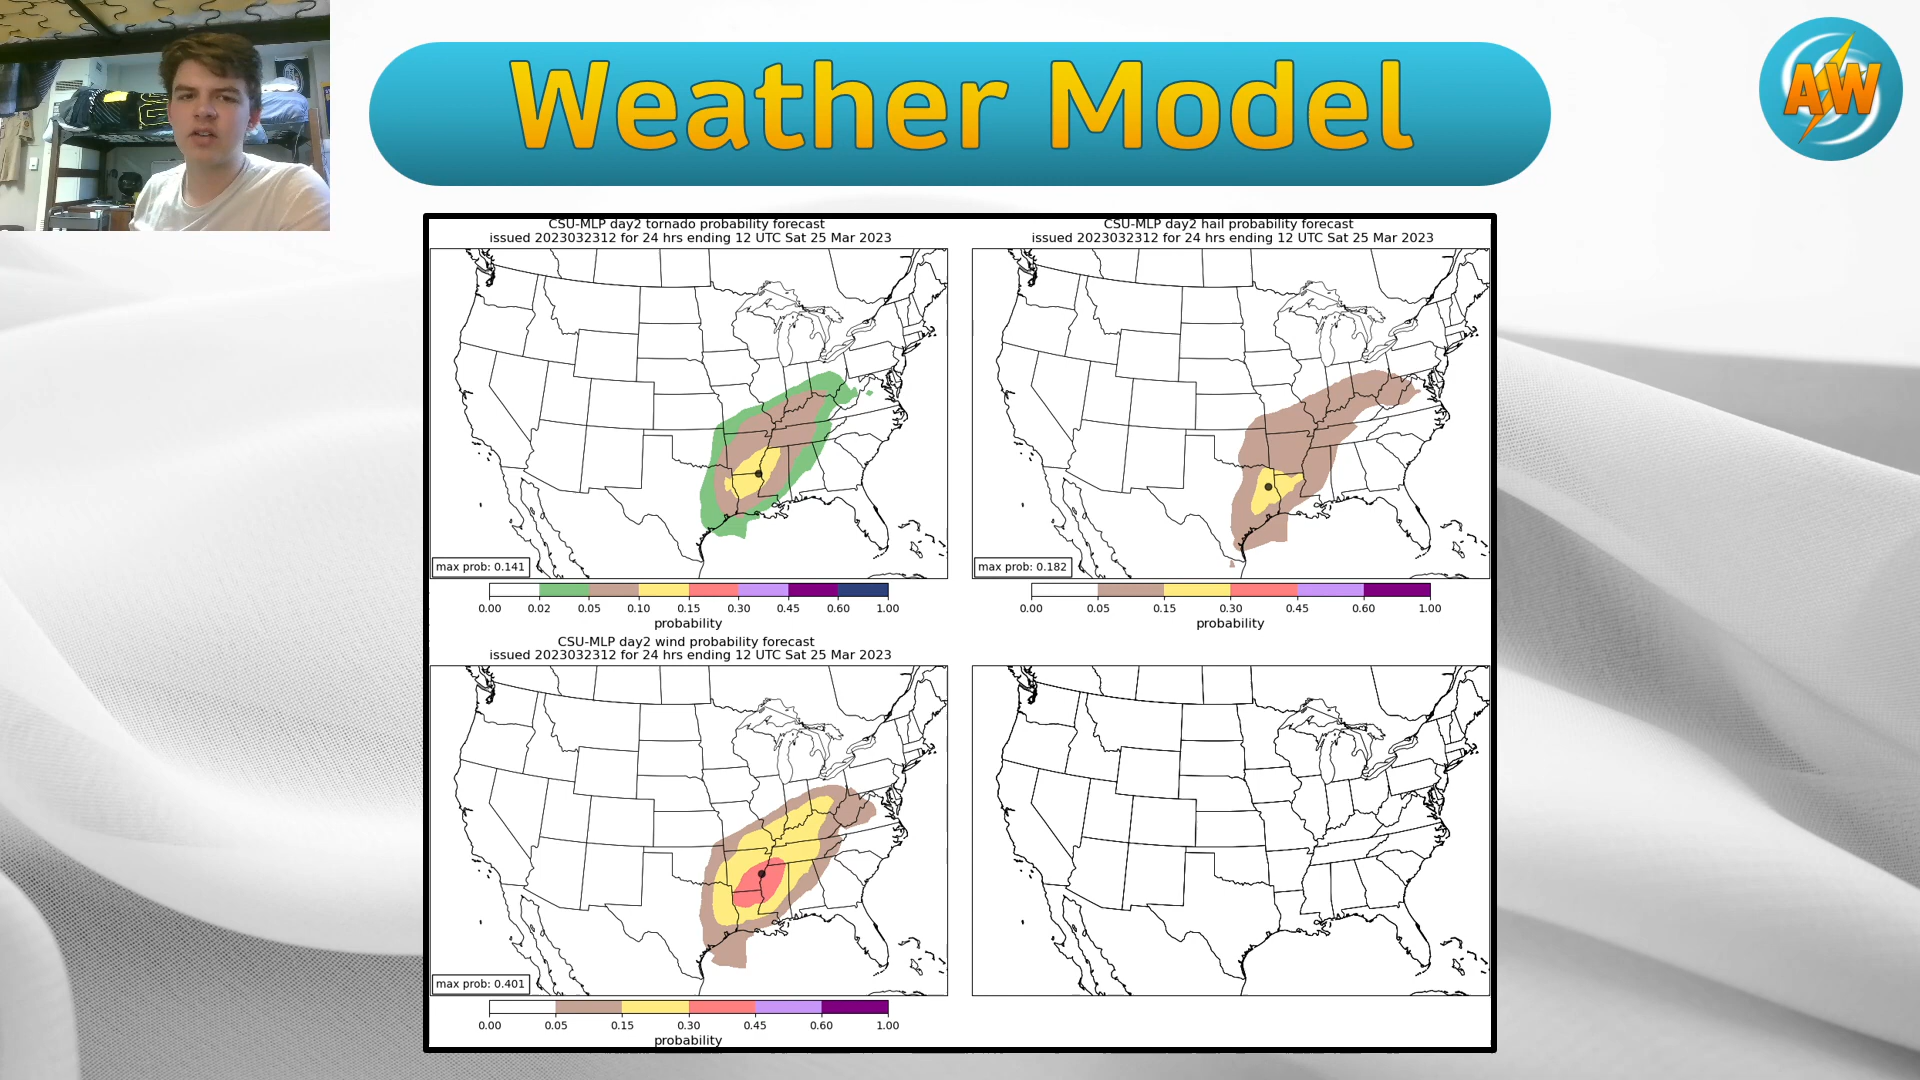 Weather Model
AW
CSU-MLP day2 tornado probability forecast
issued 2023032312 for 24 hrs ending 12 UTC Sat 25 Mar 2023
max prob: 0.141
0.00 0.02 0.05 0.10 0.15 0.30 0.45 0.60 1.00
probability
CSU-MLP day2 hail probability forecast
issued 2023032312 for 24 hrs ending 12 UTC Sat 25 Mar 2023
max prob: 0.182
0.00 0.05 0.15 0.30 0.45 0.60 1.00
probability
CSU-MLP day2 wind probability forecast
issued 2023032312 for 24 hrs ending 12 UTC Sat 25 Mar 2023
max prob: 0.401
0.00 0.05 0.15 0.30 0.45 0.60 1.00
probability